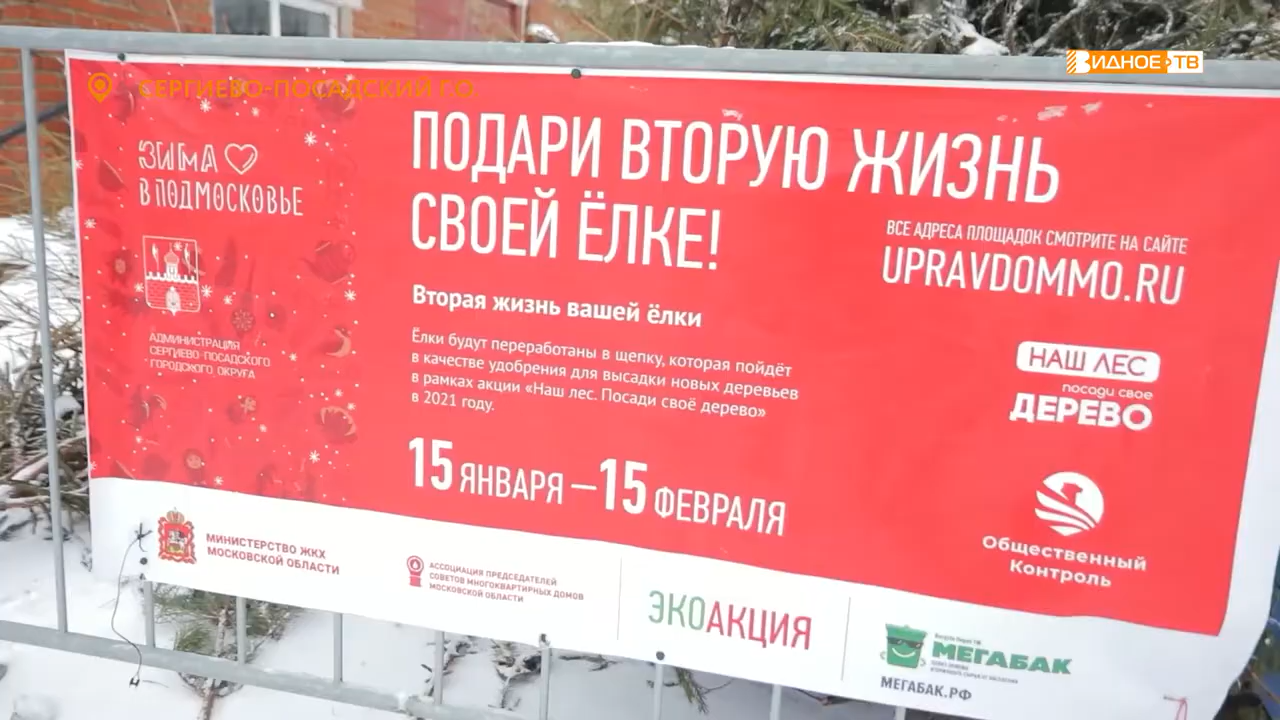 ВИДНОЕ-ТВ
СЕРГИЕВО-ПОСАДСКИЙ Г.О.
ЗИМА
В ПОДМОСКОВЬЕ
АДМИНИСТРАЦИЯ
СЕРГИЕВО-ПОСАДСКОГО
ГОРОДСКОГО ОКРУГА
ПОДАРИ ВТОРУЮ ЖИЗНЬ
СВОЕЙ ЁЛКЕ!
Вторая жизнь вашей ёлки
Ёлки будут переработаны в щепку, которая пойдёт
в качестве удобрения для высадки новых деревьев
в рамках акции «Наш лес. Посади своё дерево»
в 2021 году.
15 ЯНВАРЯ – 15 ФЕВРАЛЯ
ВСЕ АДРЕСА ПЛОЩАДОК СМОТРИТЕ НА САЙТЕ
UPRAVDOMMO.RU
НАШ ЛЕС
посади свое
ДЕРЕВО
Общественный
Контроль
МИНИСТЕРСТВО ЖКХ
МОСКОВСКОЙ ОБЛАСТИ
АССОЦИАЦИЯ ПРЕДСЕДАТЕЛЕЙ
СОВЕТОВ МНОГОКВАРТИРНЫХ ДОМОВ
МОСКОВСКОЙ ОБЛАСТИ
ЭКОАКЦИЯ
МЕГАБАК
МЕГАБАК.РФ